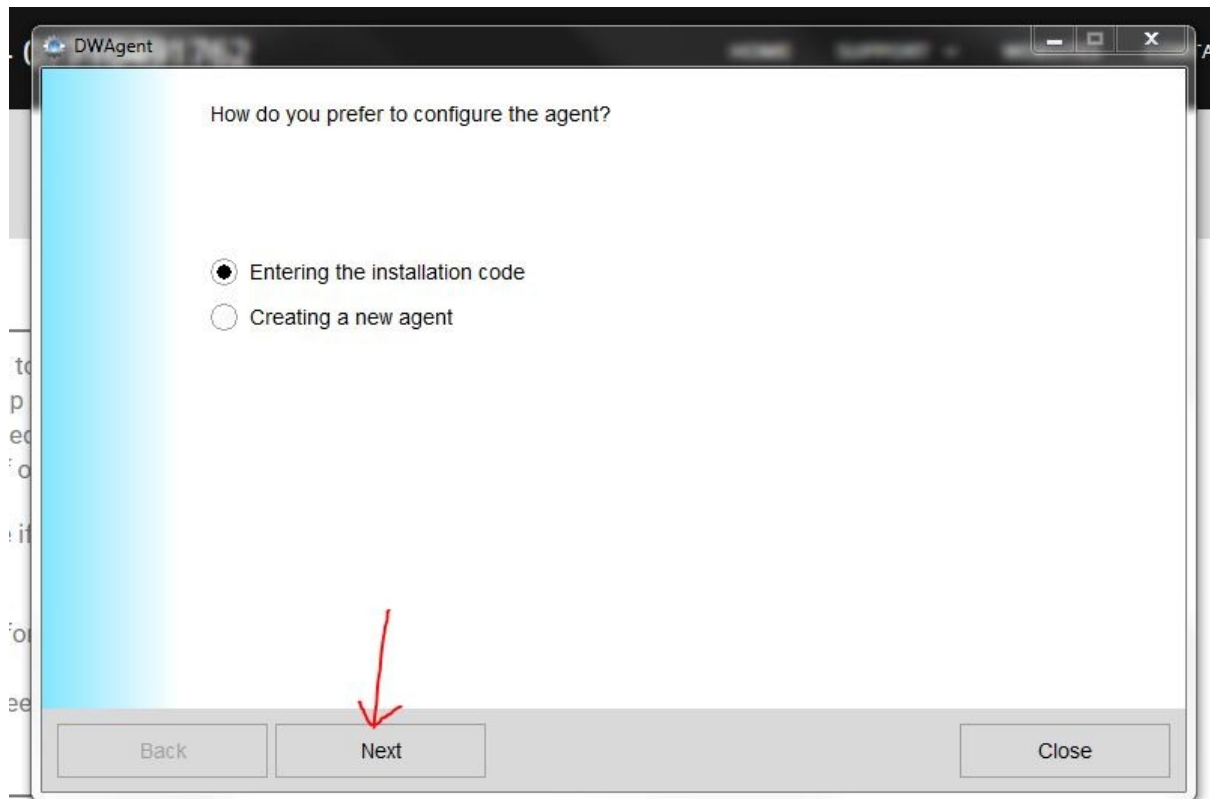 DWAgent
How do you prefer to configure the agent?
Entering the installation code
Creating a new agent
Back
Next
Close